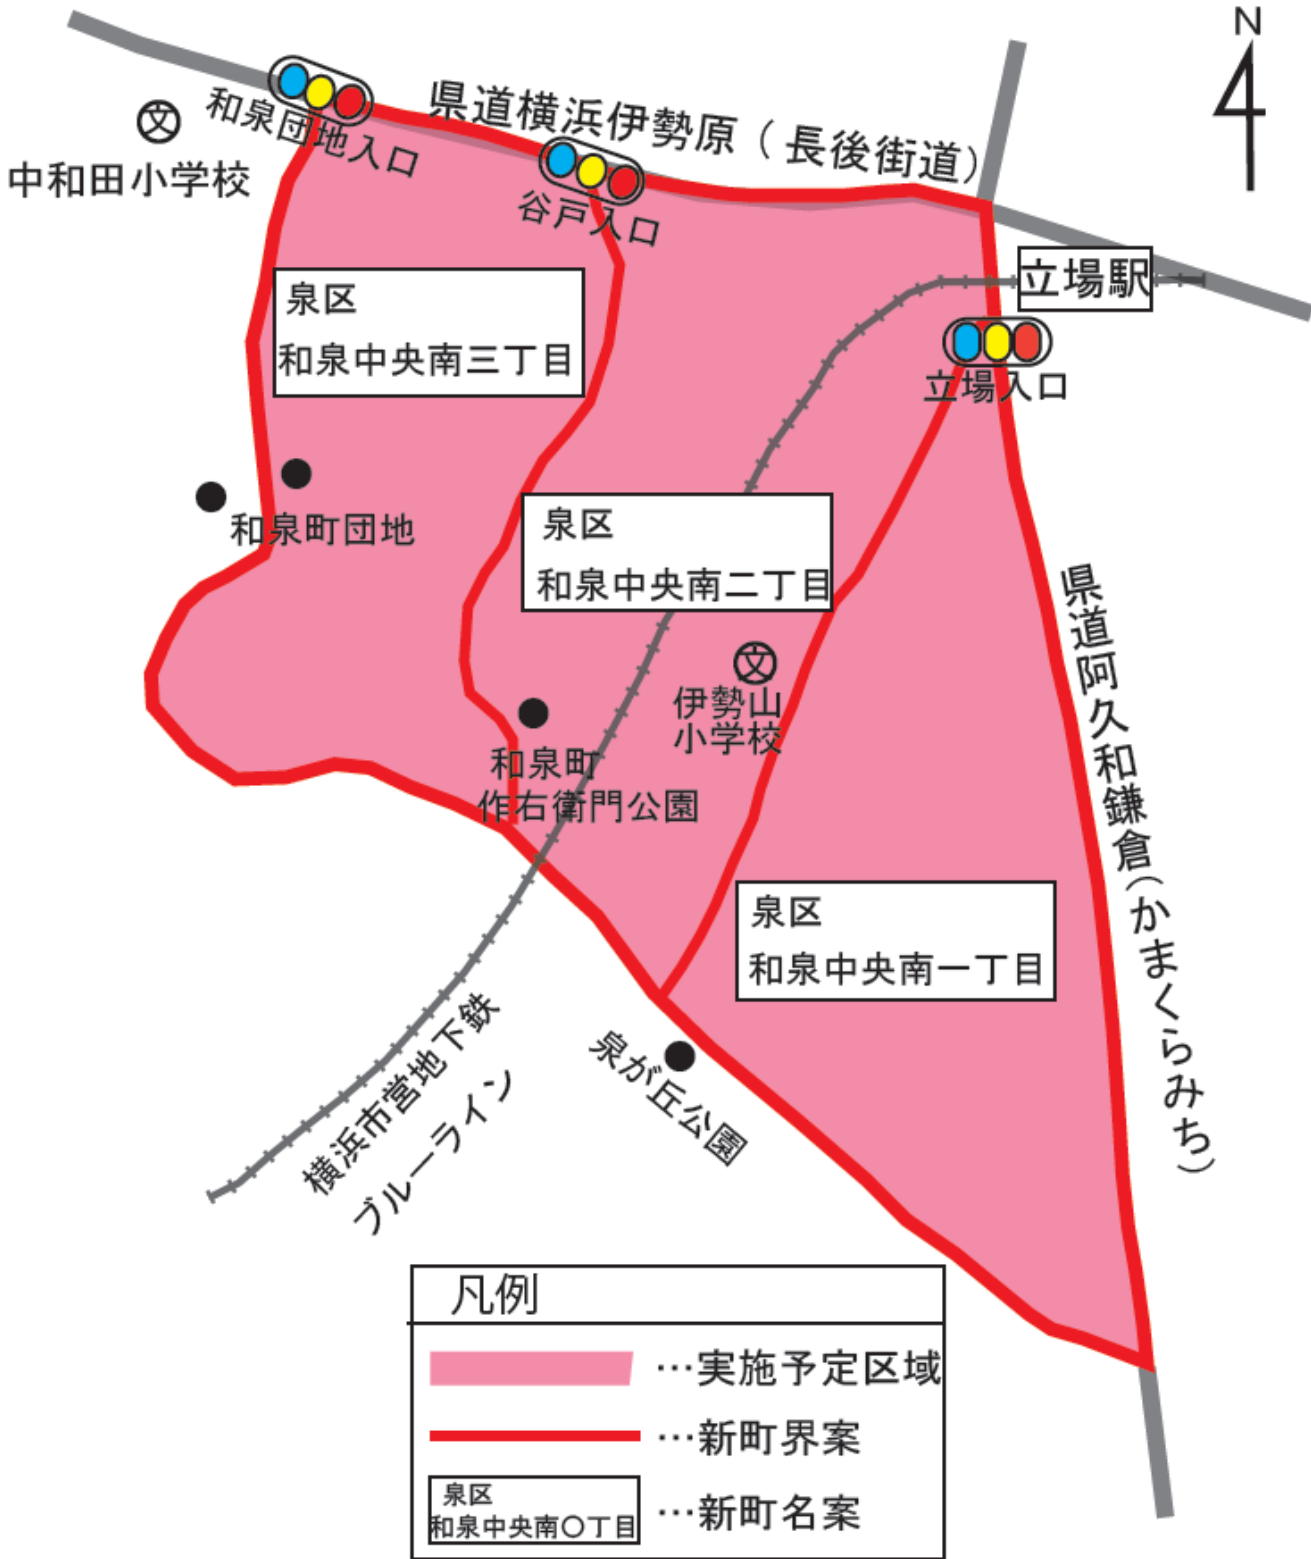 N
県道横浜伊勢原（長後街道）
和泉団地入口
文
中和田小学校
谷戸入口
立場駅
泉区
和泉中央南三丁目
立場入口
和泉町団地
泉区
和泉中央南二丁目
県道阿久和鎌倉（かまくらみち）
文
伊勢山
小学校
和泉町
作右衛門公園
泉区
和泉中央南一丁目
横浜市営地下鉄
ブルーライン
泉が丘公園
凡例
…実施予定区域
…新町界案
泉区
和泉中央南〇丁目
…新町名案